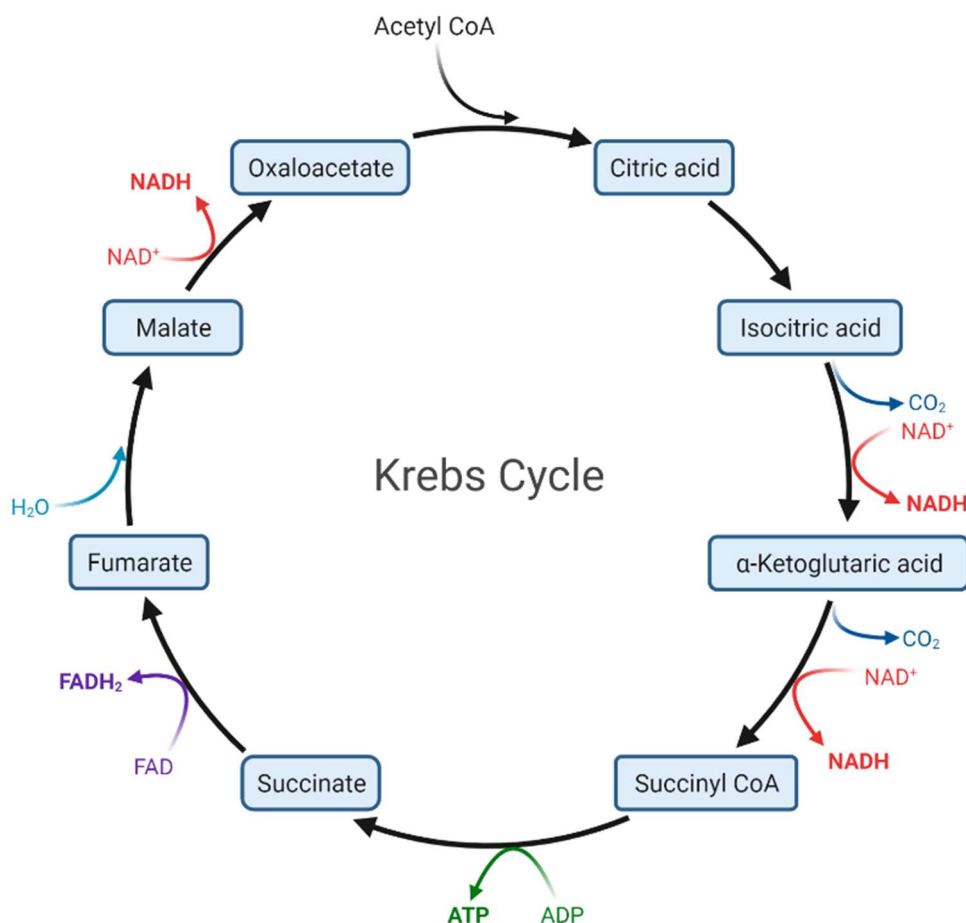 Acetyl CoA
Oxaloacetate
Citric acid
NADH
NAD⁺
Malate
Isocitric acid
CO₂
NAD⁺
NADH
Krebs Cycle
H₂O
Fumarate
α-Ketoglutaric acid
CO₂
NAD⁺
NADH
FADH₂
FAD
Succinate
Succinyl CoA
ATP
ADP